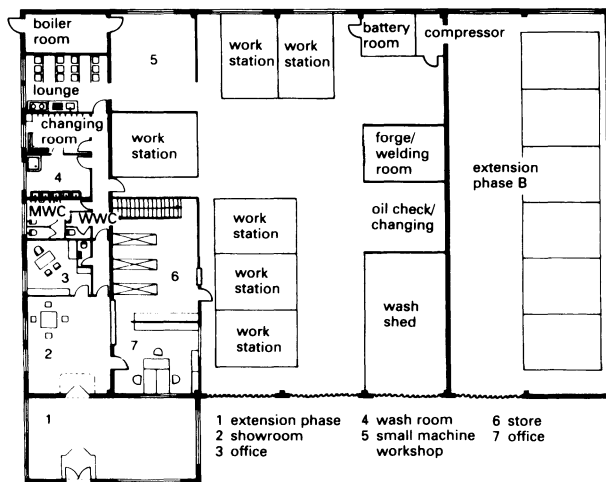 boiler
room
5
work
station
work
station
battery
room
compressor
lounge
changing
room
work
station
forge/
welding
room
4
extension
phase B
MWC
WWC
oil check/
changing
work
station
3
6
work
station
wash
shed
work
station
2
7
1
1 extension phase
2 showroom
3 office
4 wash room
5 small machine
workshop
6 store
7 office